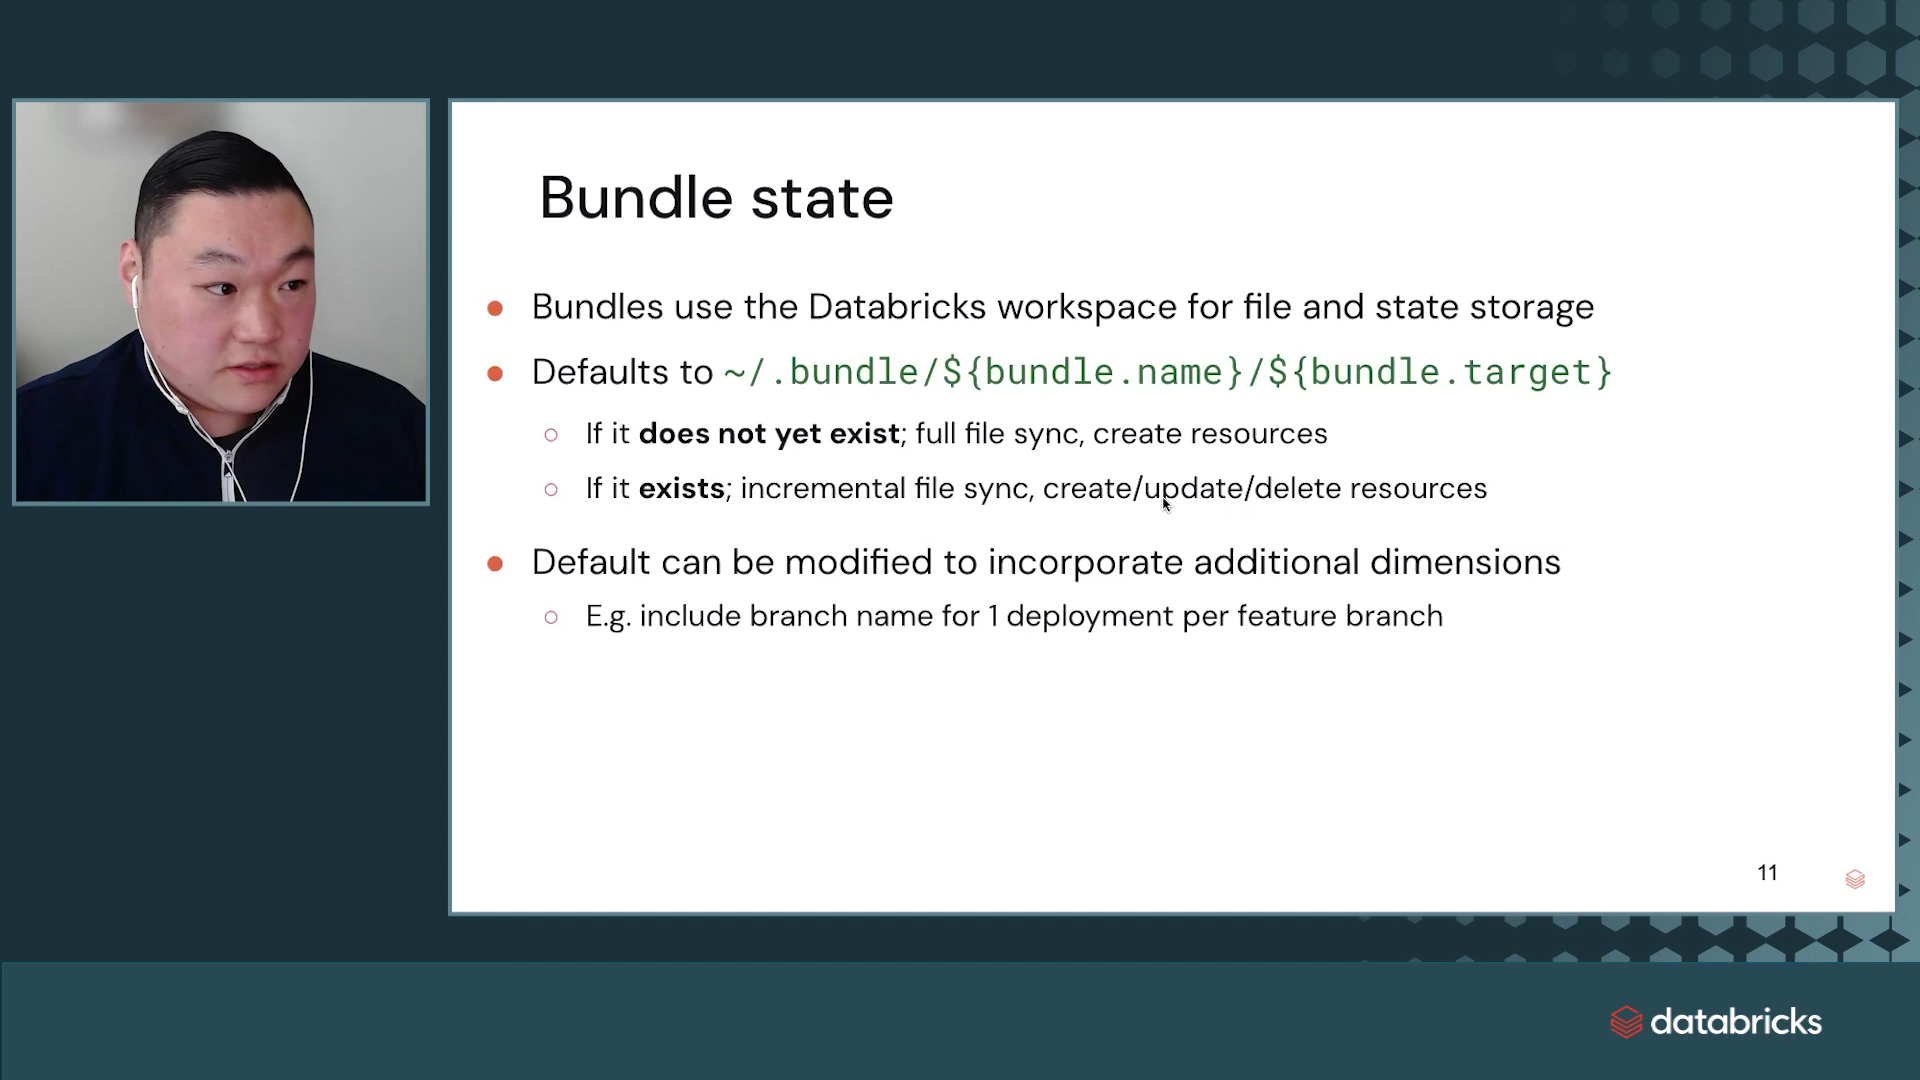 Bundle state
Bundles use the Databricks workspace for file and state storage
Defaults to ~/.bundle/${bundle.name}/${bundle.target}
If it does not yet exist; full file sync, create resources
If it exists; incremental file sync, create/update/delete resources
Default can be modified to incorporate additional dimensions
E.g. include branch name for 1 deployment per feature branch
11
databricks